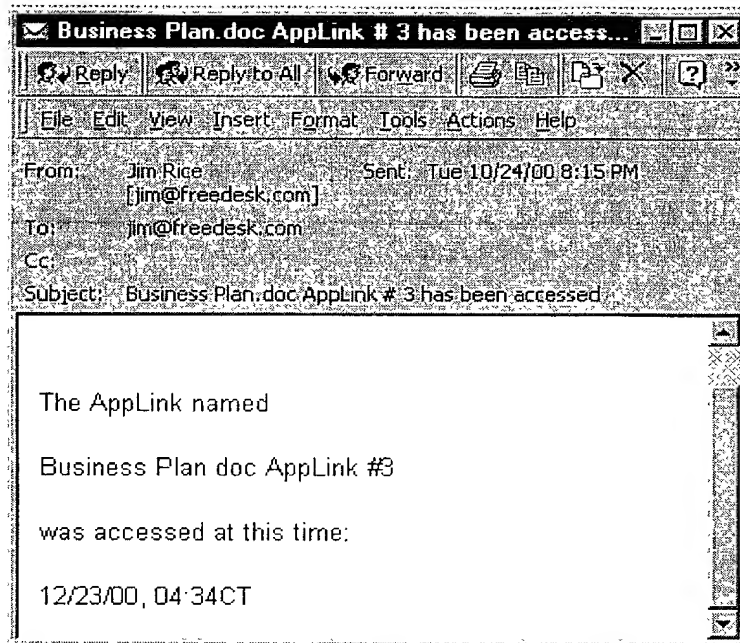 Business Plan.doc AppLink # 3 has been access...
Reply Reply to All Forward
File Edit View Insert Format Tools Actions Help
From: Jim Rice Sent: Tue 10/24/00 8:15 PM
[jim@freedesk.com]
To: jim@freedesk.com
Cc:
Subject: Business Plan.doc AppLink # 3 has been accessed
The AppLink named
Business Plan doc AppLink #3
was accessed at this time:
12/23/00, 04:34CT